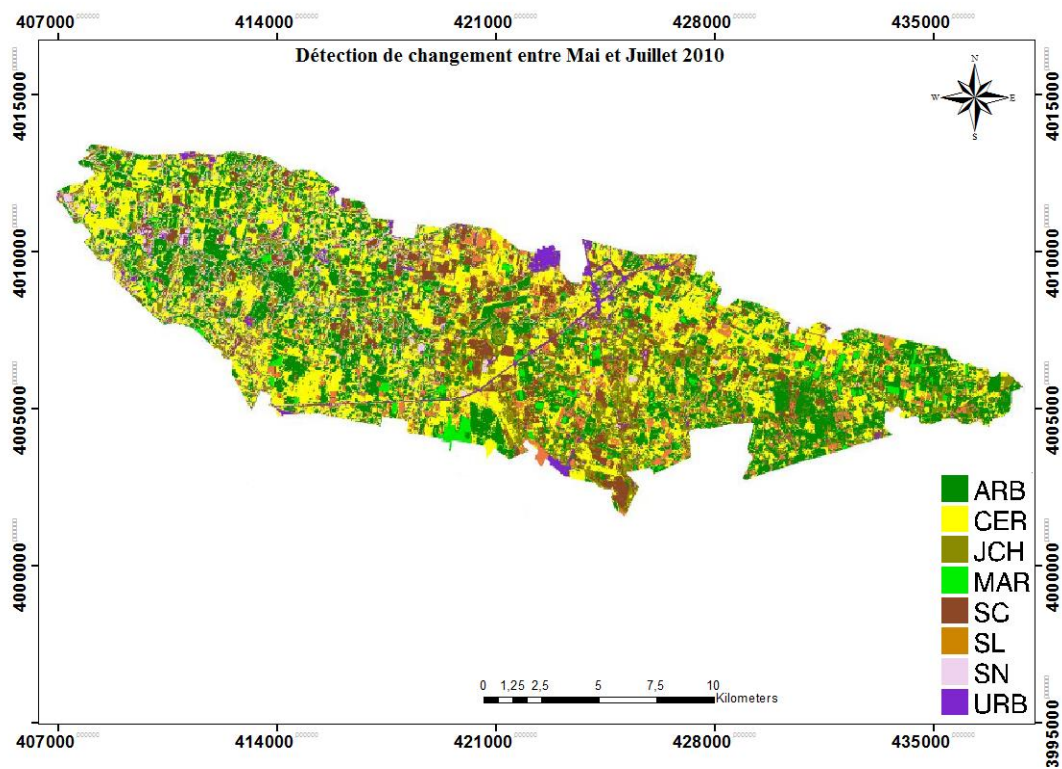 407000 414000 421000 428000 435000
Détection de changement entre Mai et Juillet 2010
N
W E
S
4015000 4015000
4010000 4010000
4005000 4005000
4000000 4000000
3995000
ARB
CER
JCH
MAR
SC
SL
SN
URB
0 1,25 2,5 5 7,5 10
Kilometers
407000 414000 421000 428000 435000